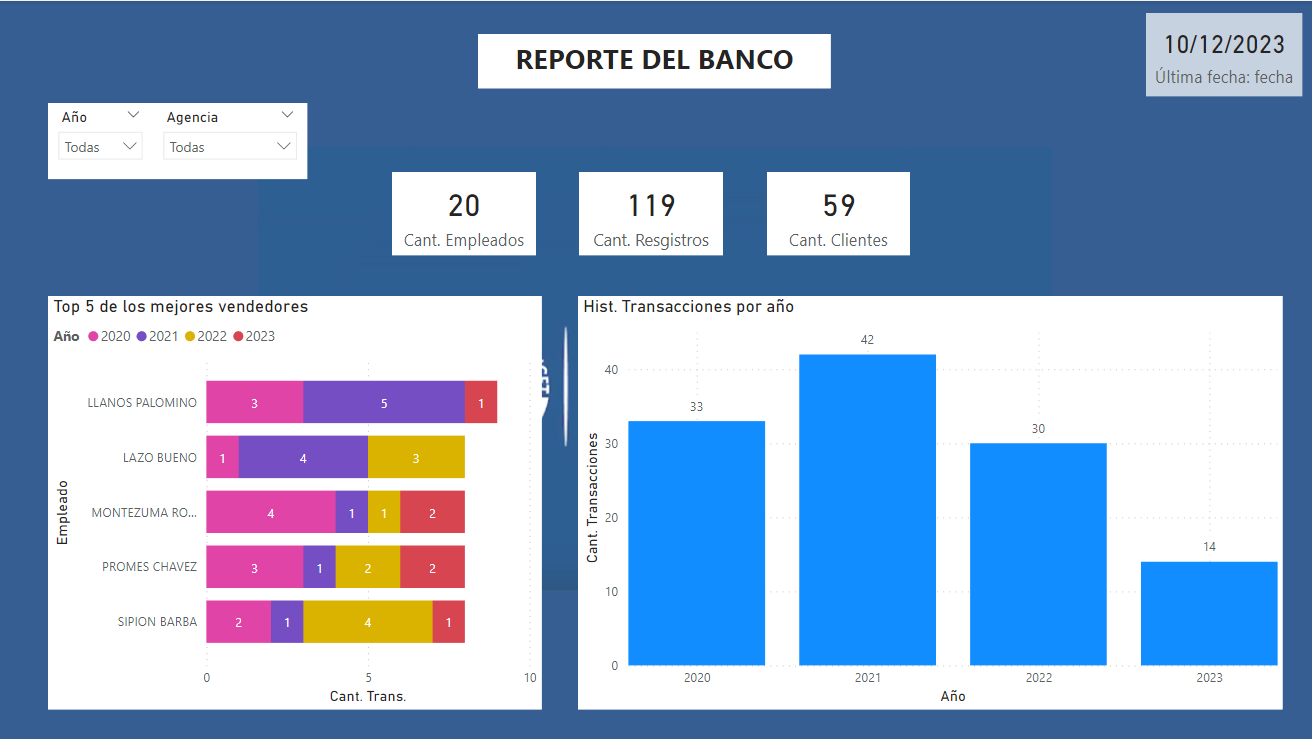 REPORTE DEL BANCO
10/12/2023
Última fecha: fecha
Año
Agencia
Todas
Todas
20
Cant. Empleados
119
Cant. Resgistros
59
Cant. Clientes
Top 5 de los mejores vendedores
Año 2020 2021 2022 2023
Empleado
LLANOS PALOMINO 3 5 1
LAZO BUENO 1 4 3
MONTEZUMA RO... 4 1 1 2
PROMES CHAVEZ 3 1 2 2
SIPION BARBA 2 1 4 1
0 5 10
Cant. Trans.
Hist. Transacciones por año
Cant. Transacciones
40
30
20
10
0
33
42
30
14
2020 2021 2022 2023
Año